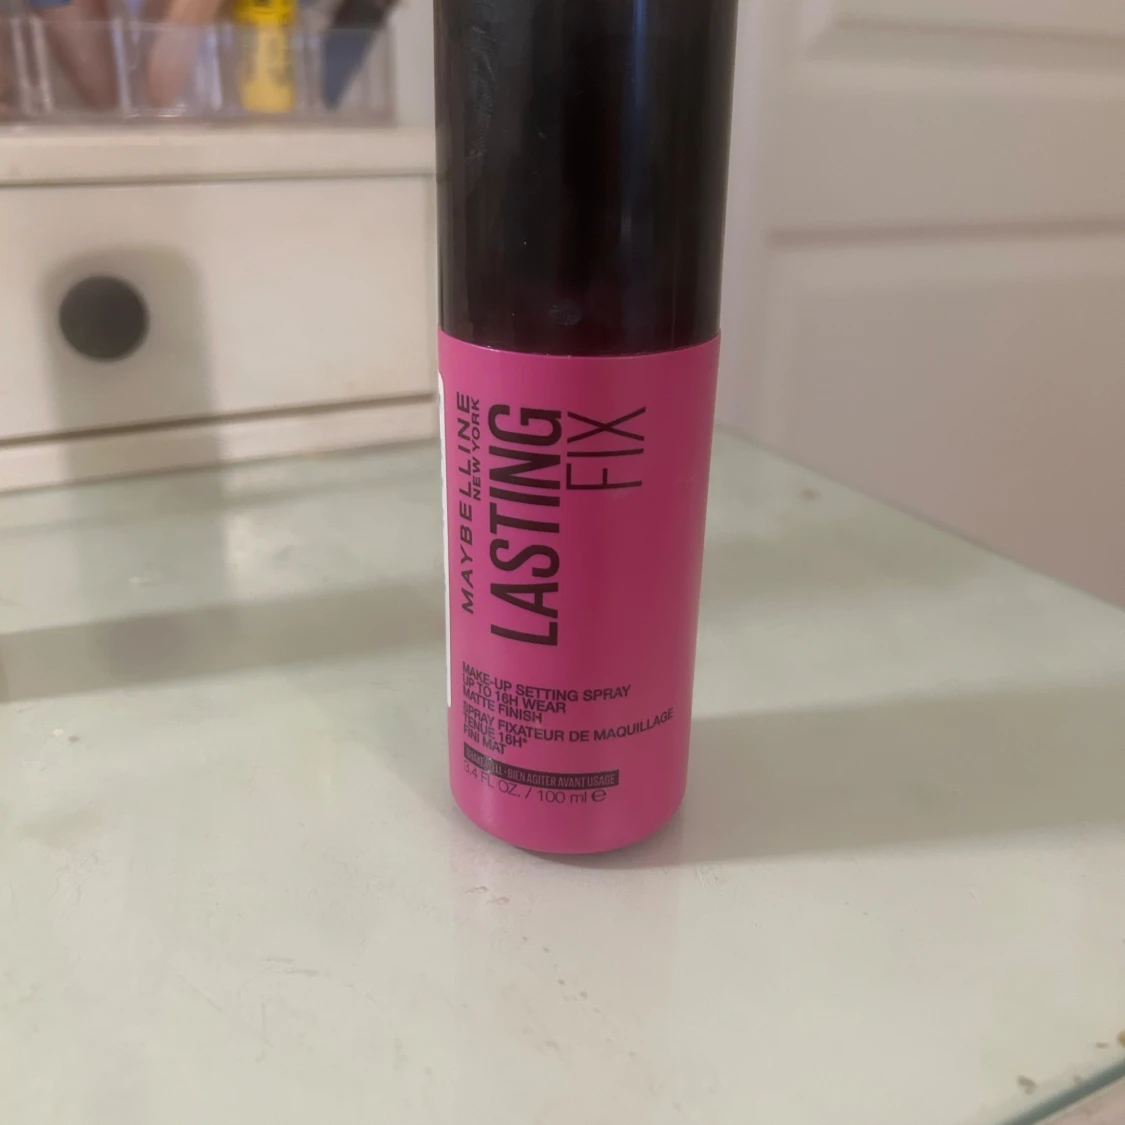 MAYBELLINE
NEW YORK
LASTING
FIX
MAKE-UP SETTING SPRAY
UP TO 16H WEAR
MATTE FINISH
SPRAY FIXATEUR DE MAQUILLAGE
TENUE 16H*
FINI MAT
BIEN AGITER AVANT USAGE
3.4 FL OZ. / 100 ml e